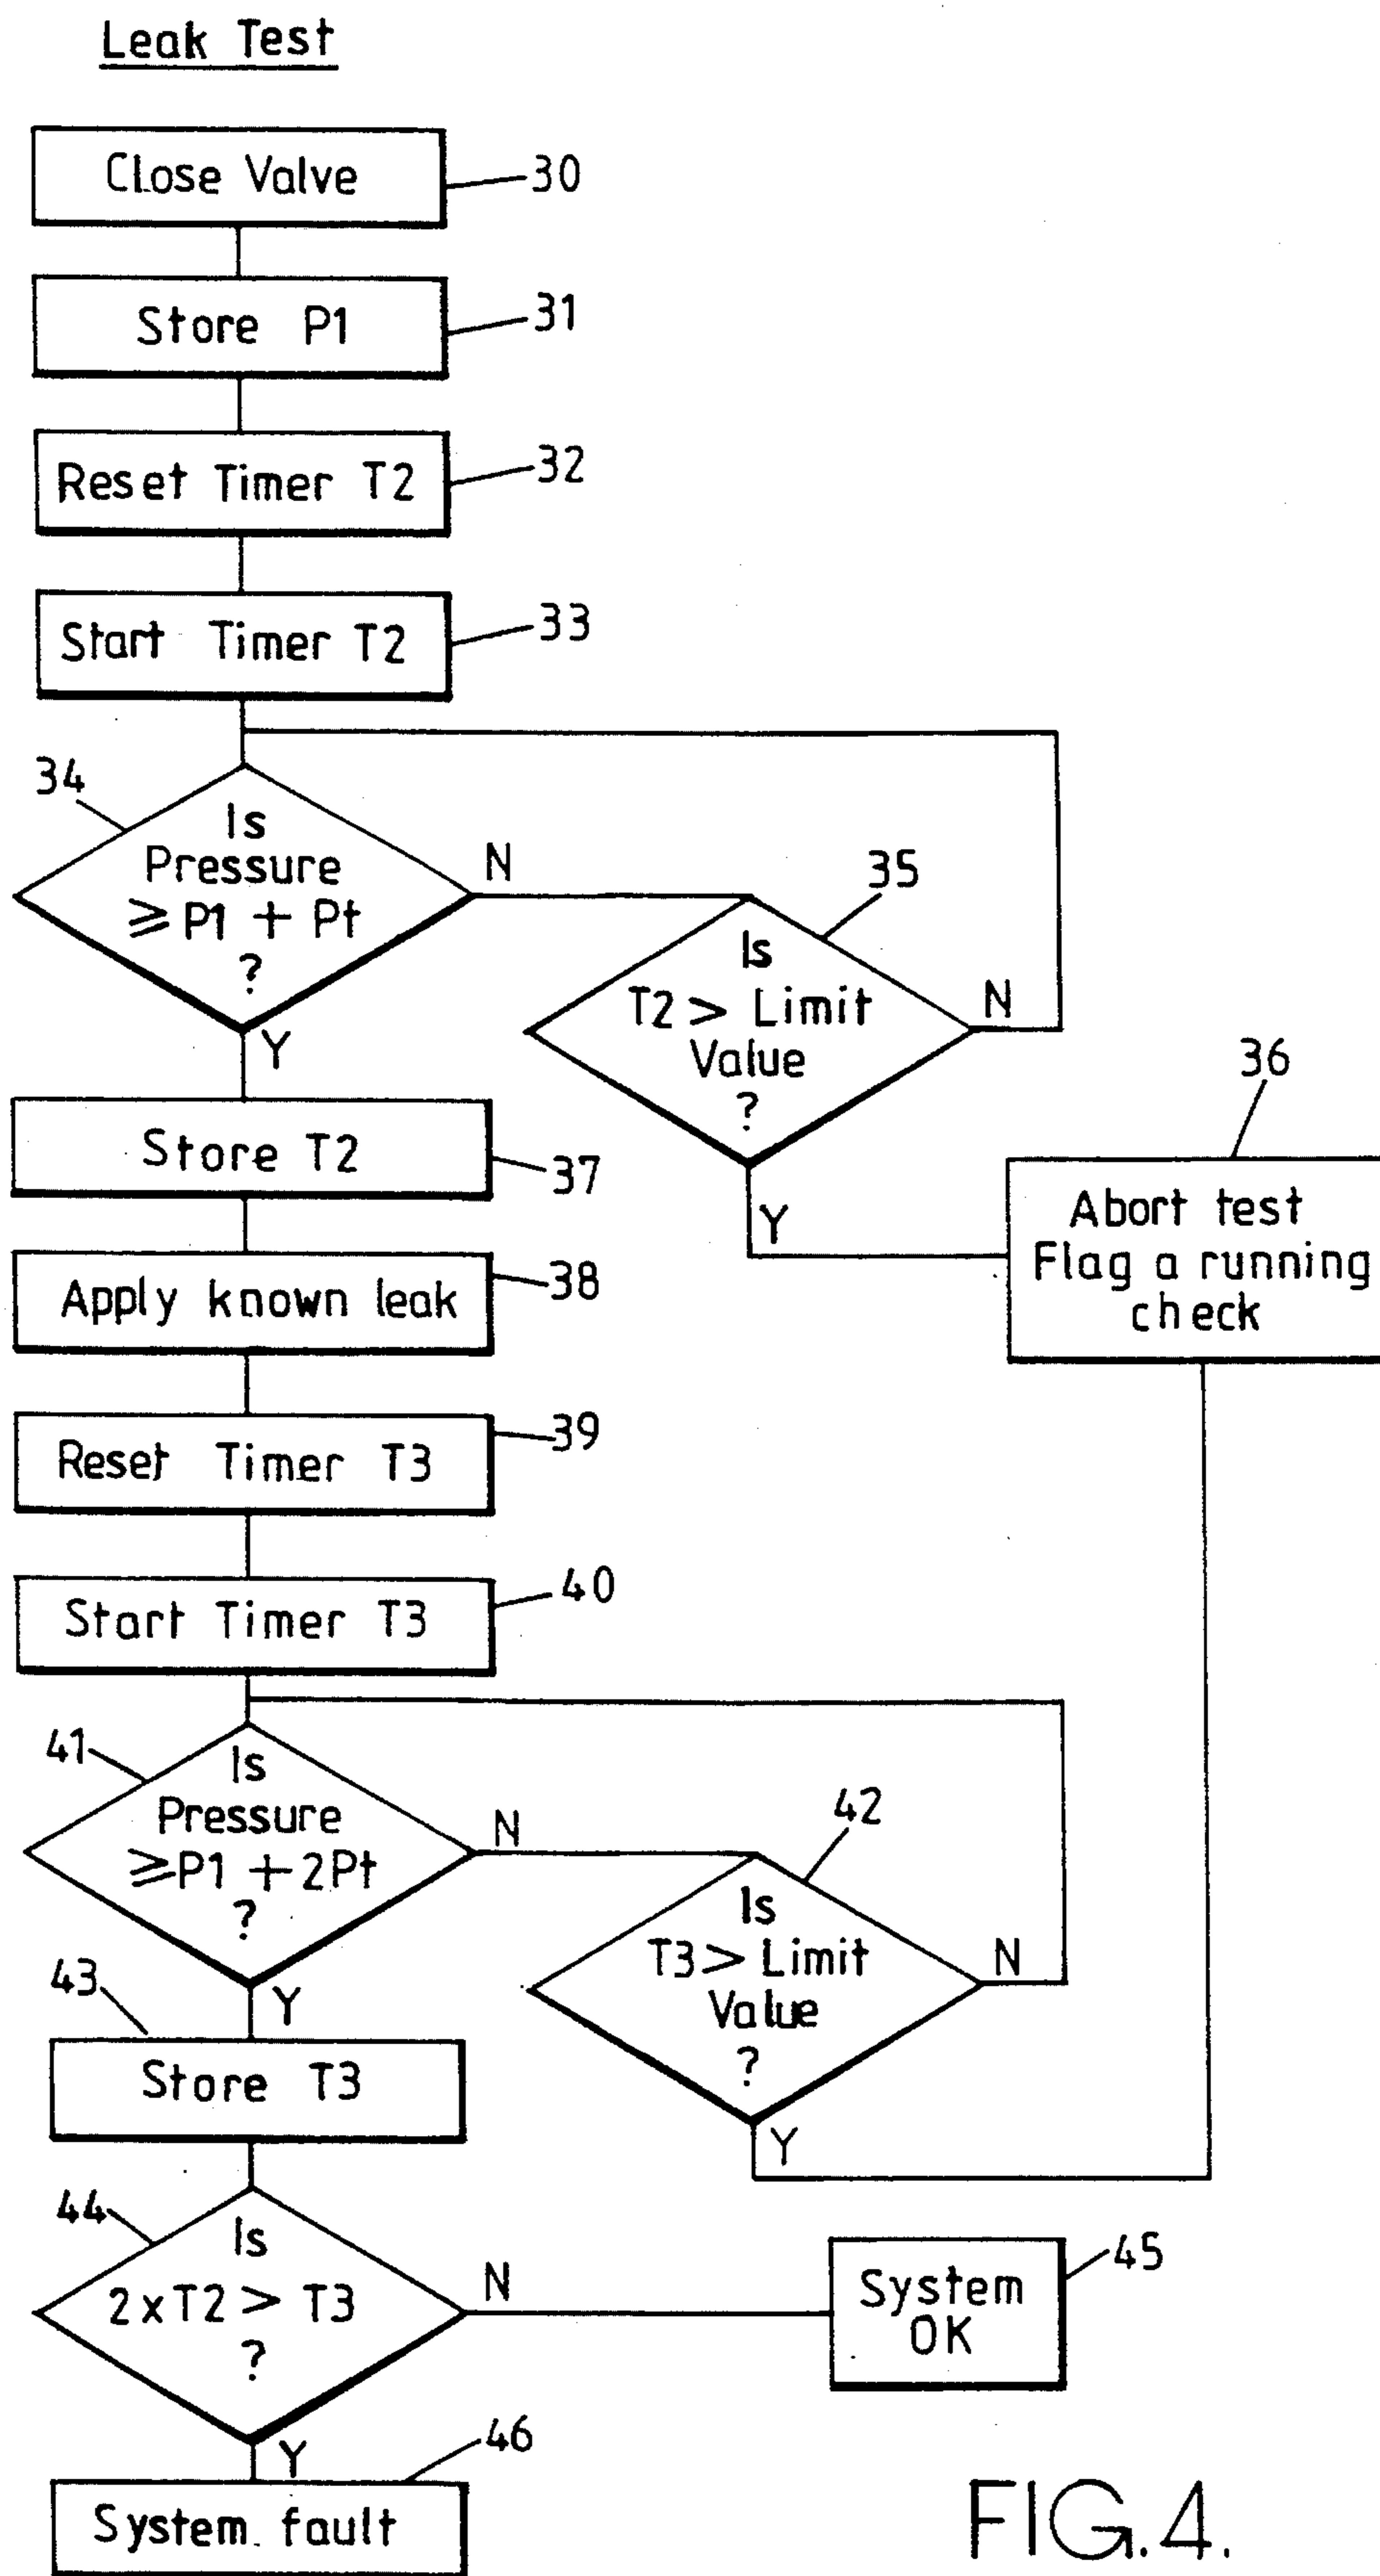 Leak Test
Close Valve
30
Store P1
31
Reset Timer T2
32
Start Timer T2
33
34
Is
Pressure
≥ P1 + Pt
?
N
Y
35
Is
T2 > Limit
Value
?
N
Y
36
Abort test
Flag a running
check
Store T2
37
Apply known leak
38
Reset Timer T3
39
Start Timer T3
40
41
Is
Pressure
≥ P1 + 2Pt
?
N
Y
42
Is
T3 > Limit
Value
?
N
Y
43
Store T3
44
Is
2xT2 > T3
?
N
Y
45
System
OK
46
System fault
FIG.4.